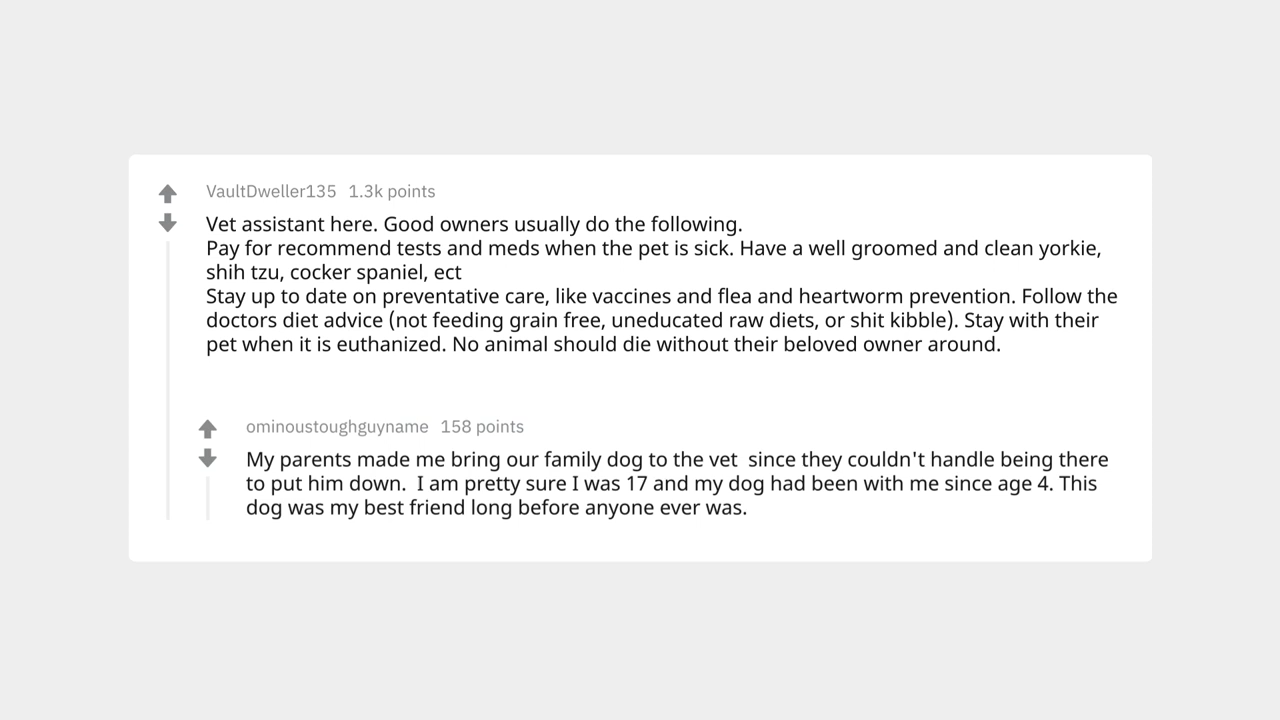 VaultDweller135 1.3k points
Vet assistant here. Good owners usually do the following.
Pay for recommend tests and meds when the pet is sick. Have a well groomed and clean yorkie,
shih tzu, cocker spaniel, ect
Stay up to date on preventative care, like vaccines and flea and heartworm prevention. Follow the
doctors diet advice (not feeding grain free, uneducated raw diets, or shit kibble). Stay with their
pet when it is euthanized. No animal should die without their beloved owner around.
ominoustoughguyname 158 points
My parents made me bring our family dog to the vet  since they couldn't handle being there
to put him down.  I am pretty sure I was 17 and my dog had been with me since age 4. This
dog was my best friend long before anyone ever was.